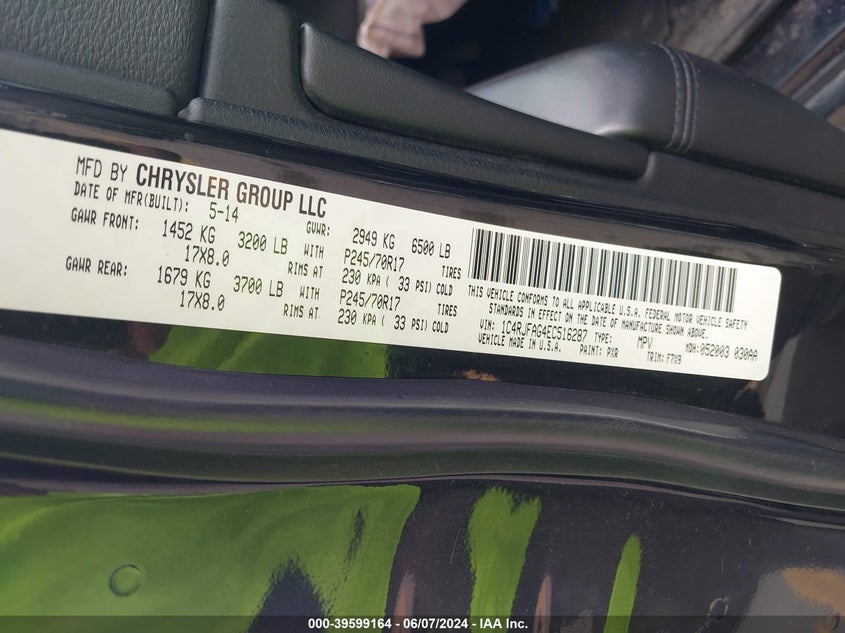 MFD BY CHRYSLER GROUP LLC
DATE OF MFR(BUILT): 5-14 GVWR: 2949 KG 6500 LB
GAWR FRONT: 1452 KG 3200 LB WITH P245/70R17 TIRES
17X8.0 RIMS AT 230 KPA ( 33 PSI) COLD
GAWR REAR: 1679 KG 3700 LB WITH P245/70R17 TIRES
17X8.0 RIMS AT 230 KPA ( 33 PSI) COLD
THIS VEHICLE CONFORMS TO ALL APPLICABLE U.S.A. FEDERAL MOTOR VEHICLE SAFETY
STANDARDS IN EFFECT ON THE DATE OF MANUFACTURE SHOWN ABOVE.
VIN: 1C4RJFAG4EC516287 TYPE: MPV MDH: 052003 030AA
MADE IN U.S.A. PAINT: PXR TRIM: F7X9
000-39599164 - 06/07/2024 - IAA Inc.